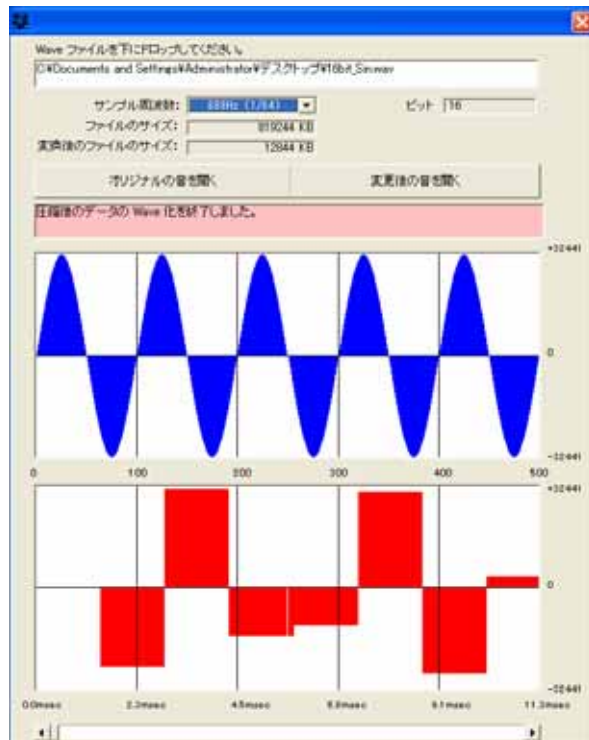 Wave ファイルを下にドロップしてください。
C:¥Documents and Settings¥Administrator¥デスクトップ¥16bit_Sin.wav
サンプル周波数: 689Hz (1/64) ビット 16
ファイルのサイズ: 819244 KB
変換後のファイルのサイズ: 12844 KB
オリジナルの音を聞く 変更後の音を聞く
圧縮後のデータの Wave 化を終了しました。
+32441
0
-32441
0 100 200 300 400 500
+32441
0
-32441
0.0msec 2.3msec 4.5msec 6.8msec 9.1msec 11.3msec